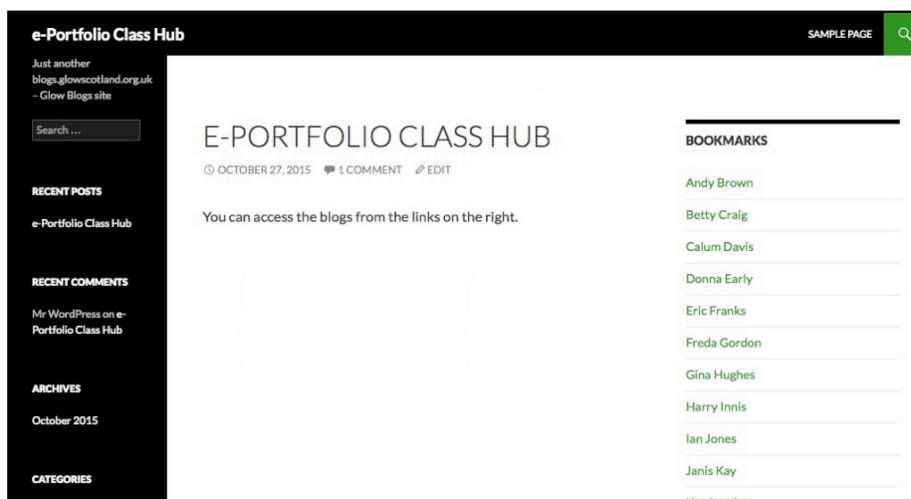 e-Portfolio Class Hub
SAMPLE PAGE
Just another
blogs.glowscotland.org.uk
– Glow Blogs site
Search ...
RECENT POSTS
e-Portfolio Class Hub
RECENT COMMENTS
Mr WordPress on e-
Portfolio Class Hub
ARCHIVES
October 2015
CATEGORIES
E-PORTFOLIO CLASS HUB
OCTOBER 27, 2015 1 COMMENT EDIT
You can access the blogs from the links on the right.
BOOKMARKS
Andy Brown
Betty Craig
Calum Davis
Donna Early
Eric Franks
Freda Gordon
Gina Hughes
Harry Innis
Ian Jones
Janis Kay